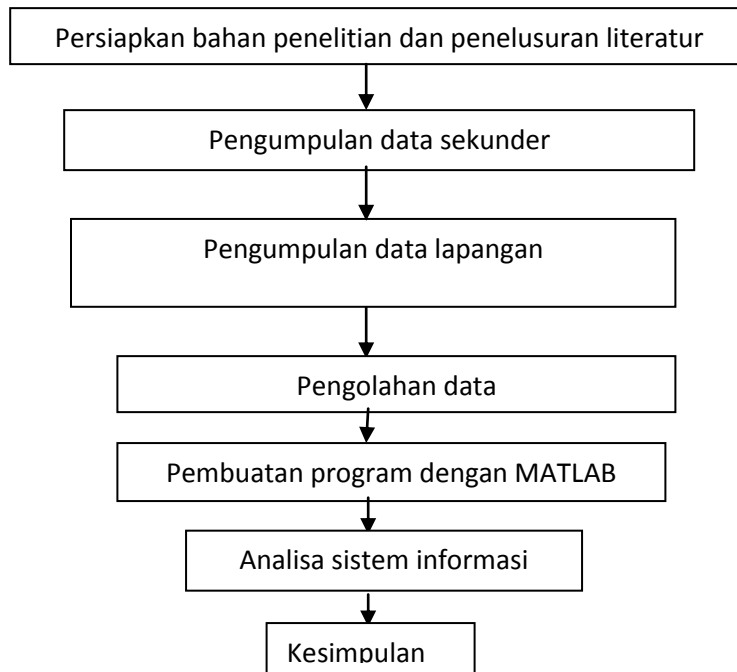 Persiapkan bahan penelitian dan penelusuran literatur
Pengumpulan data sekunder
Pengumpulan data lapangan
Pengolahan data
Pembuatan program dengan MATLAB
Analisa sistem informasi
Kesimpulan